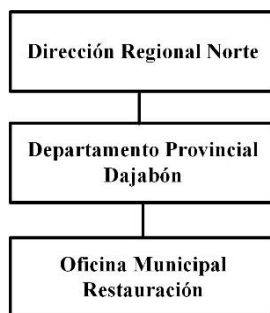 Dirección Regional Norte
Departamento Provincial
Dajabón
Oficina Municipal
Restauración